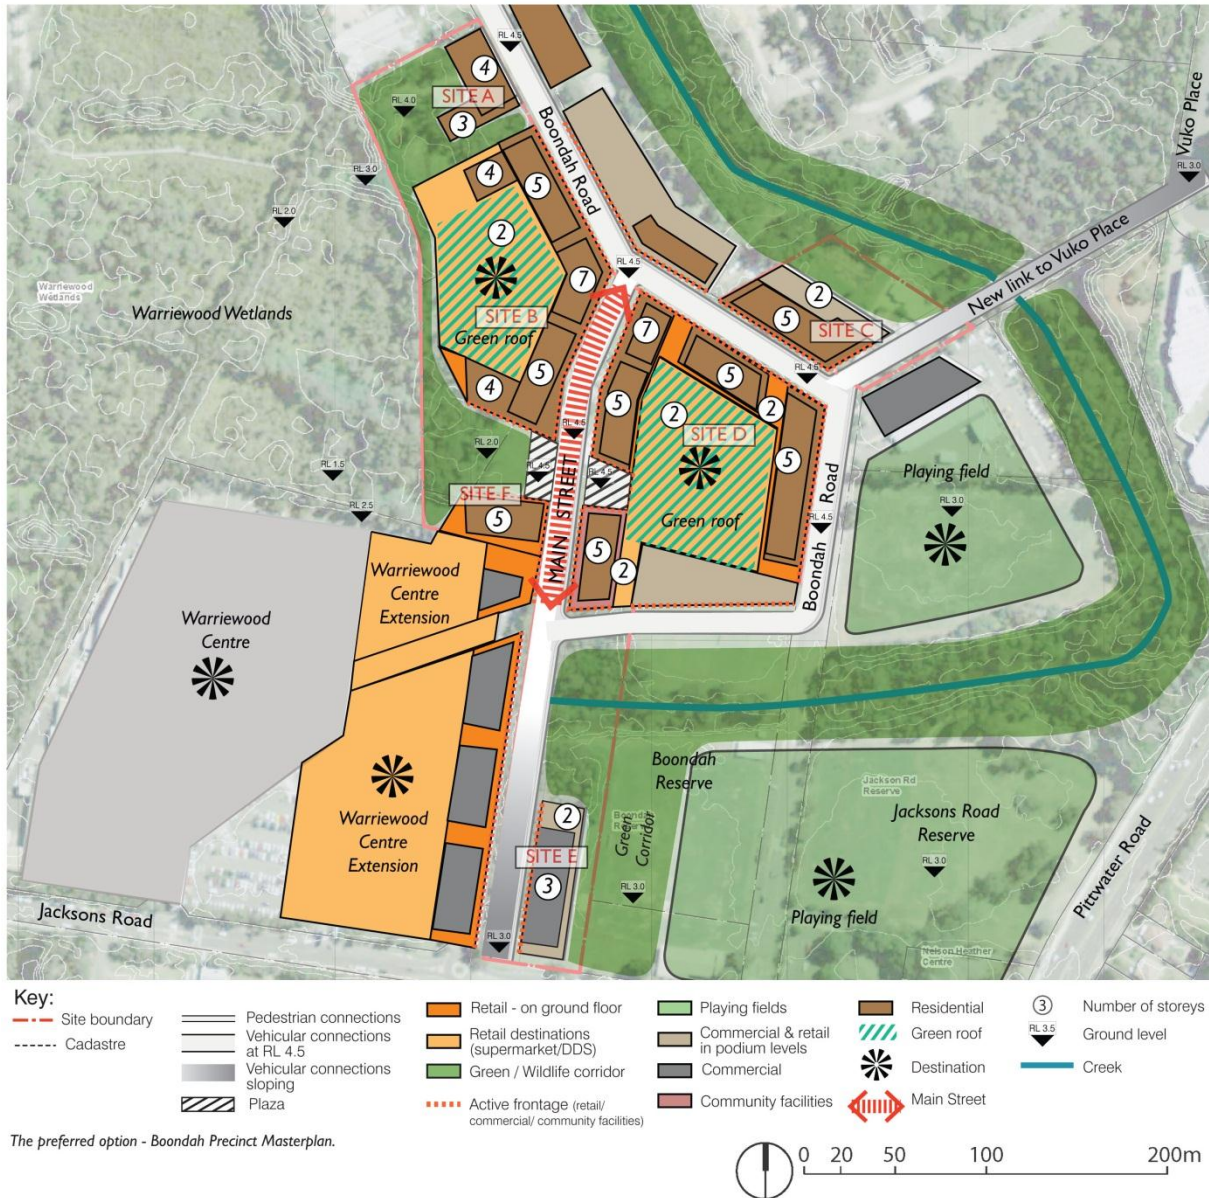 RL 4.5
4
SITE A
RL 4.0
3
Boondah Road
Vuko Place
RL 3.0
RL 3.0
4
5
RL 2.0
2
RL 4.5
7
New link to Vuko Place
Warriewood
Wetlands
Warriewood Wetlands
SITE B
Green roof
2
5
SITE C
7
5
4
5
RL 4.5
5
2
2
SITE D
5
Playing field
RL 3.0
RL 4.5
RL 2.0
RL 1.5
RL 4.5
RL 4.5
RL 2.5
SITE F
5
MAIN STREET
Green roof
RL 4.5
Boondah Road
5
2
Warriewood
Centre
Extension
Warriewood
Centre
Boondah
Reserve
Jackson Rd
Reserve
Jacksons Road
Reserve
RL 3.0
Warriewood
Centre
Extension
2
SITE E
3
Green
Corridor
RL 3.0
Playing field
Pittwater Road
Jacksons Road
RL 3.0
Nelson Heather
Centre
Key:
Site boundary
Cadastre
Pedestrian connections
Vehicular connections
at RL 4.5
Vehicular connections
sloping
Plaza
Retail - on ground floor
Retail destinations
(supermarket/DDS)
Green / Wildlife corridor
Active frontage (retail/
commercial/ community facilities)
Playing fields
Commercial & retail
in podium levels
Commercial
Community facilities
Residential
Green roof
Destination
Main Street
3
Number of storeys
RL 3.5
Ground level
Creek
The preferred option - Boondah Precinct Masterplan.
0 20 50 100 200m